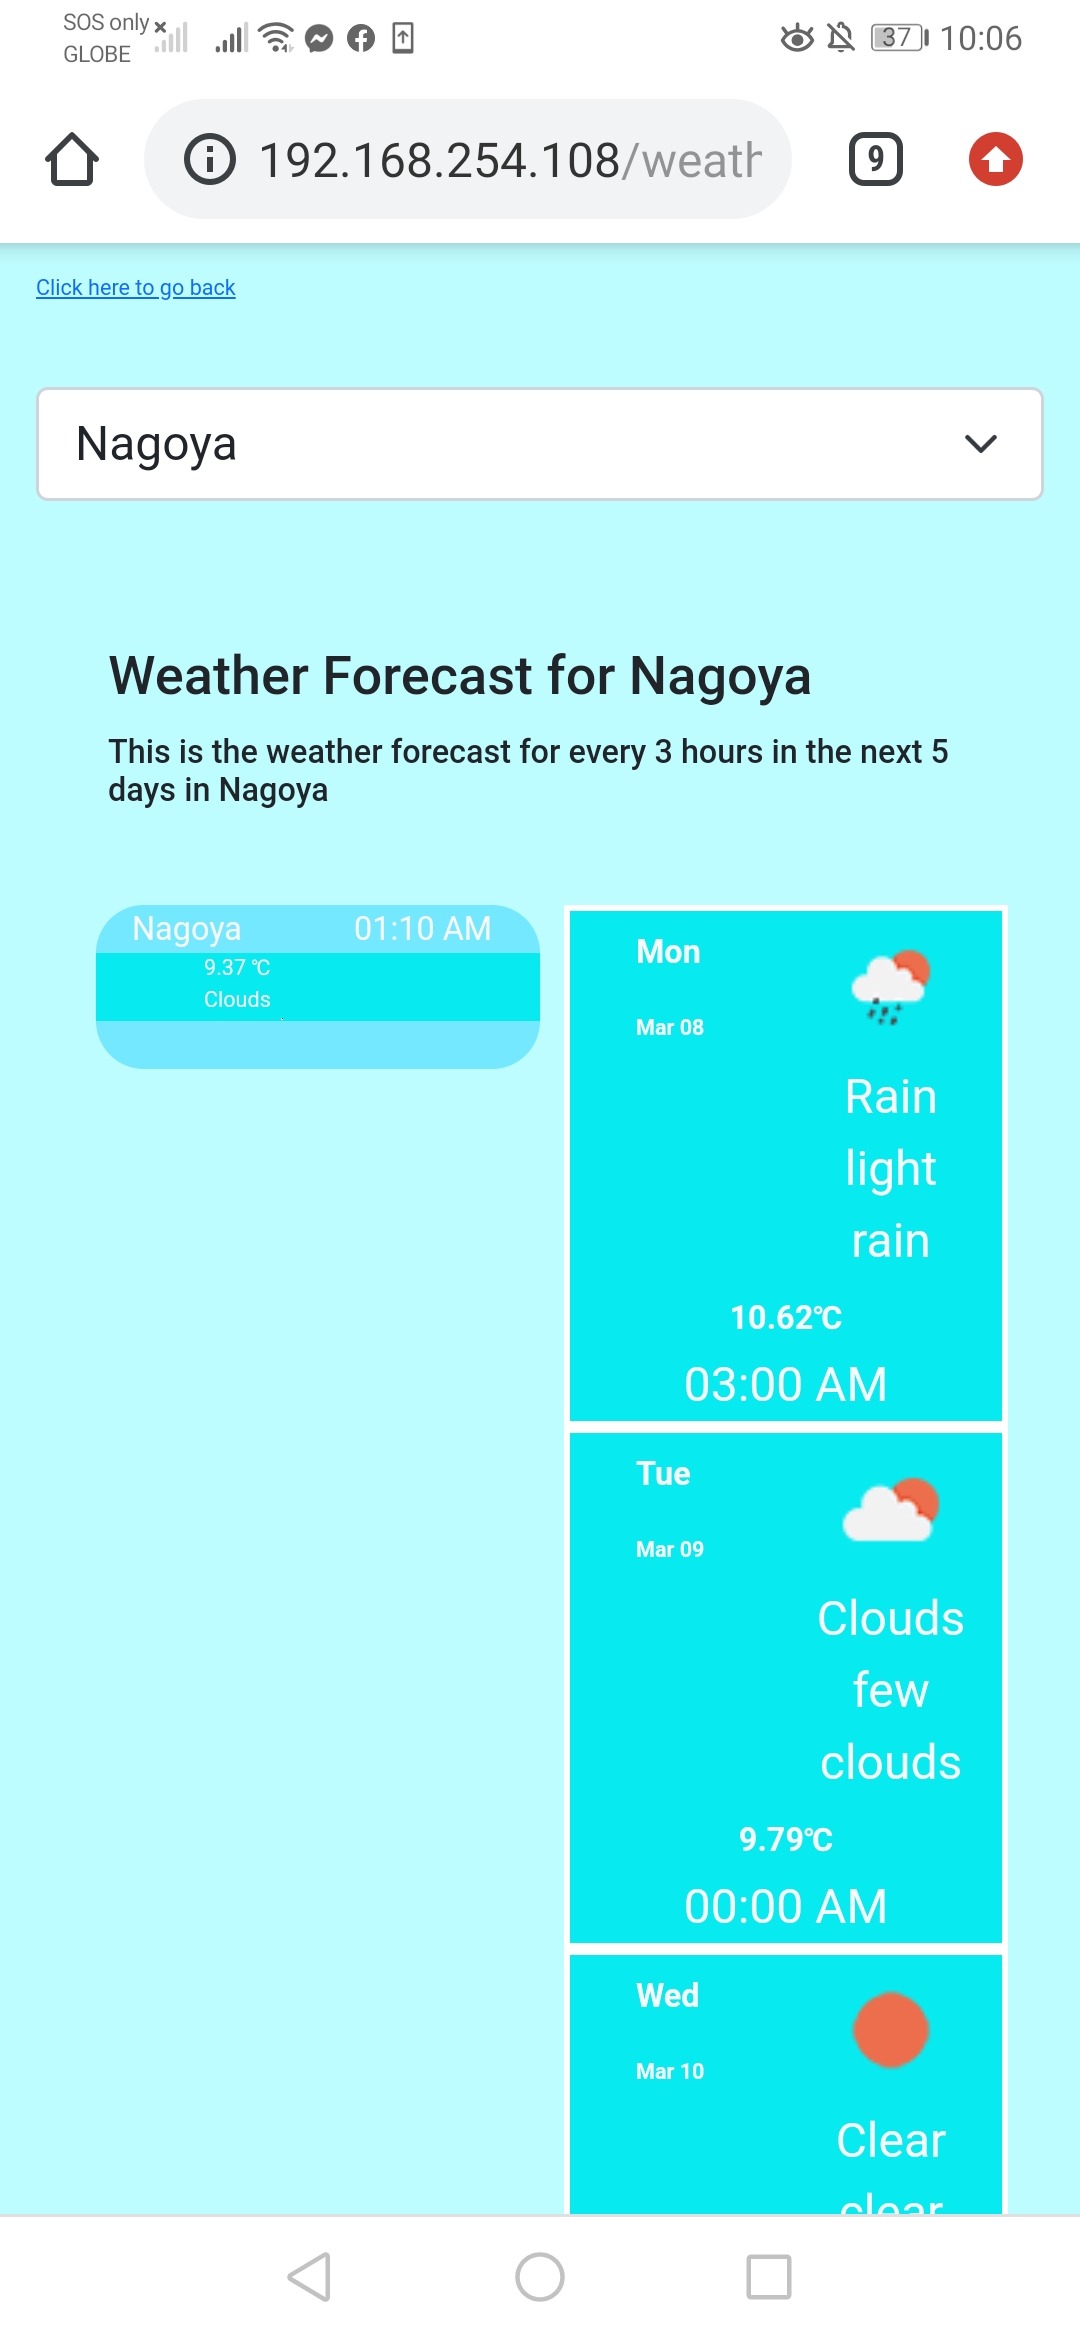 SOS only
GLOBE
37 10:06
192.168.254.108/weath
9
Click here to go back
Nagoya
Weather Forecast for Nagoya
This is the weather forecast for every 3 hours in the next 5
days in Nagoya
Nagoya 01:10 AM
9.37 °C
Clouds
Mon
Mar 08
Rain
light
rain
10.62°C
03:00 AM
Tue
Mar 09
Clouds
few
clouds
9.79°C
00:00 AM
Wed
Mar 10
Clear
clear